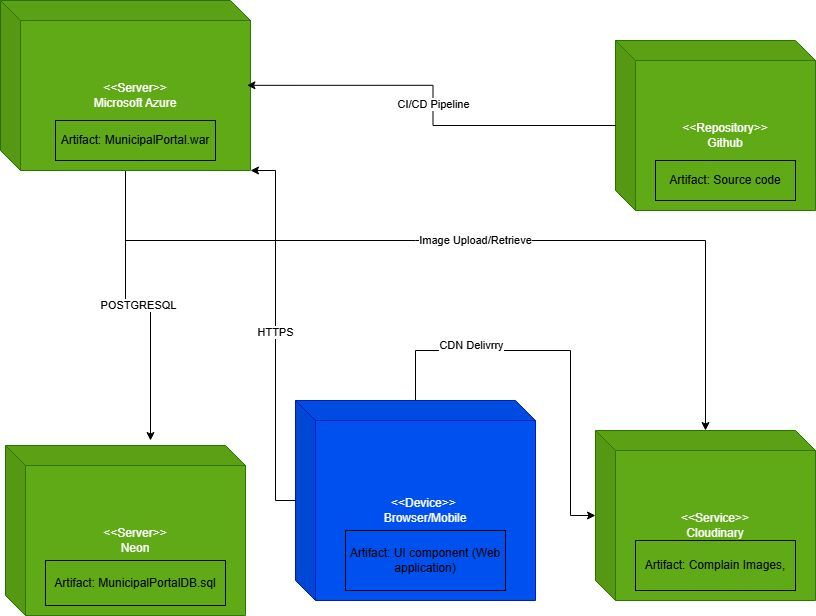 <<Server>>
Microsoft Azure
Artifact: MunicipalPortal.war
CI/CD Pipeline
<<Repository>>
Github
Artifact: Source code
Image Upload/Retrieve
POSTGRESQL
HTTPS
CDN Delivrry
<<Server>>
Neon
Artifact: MunicipalPortalDB.sql
<<Device>>
Browser/Mobile
Artifact: UI component (Web
application)
<<Service>>
Cloudinary
Artifact: Complain Images,